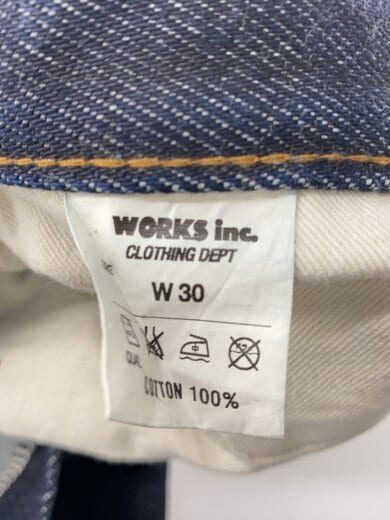 WORKS inc.
CLOTHING DEPT
W 30
COTTON 100%